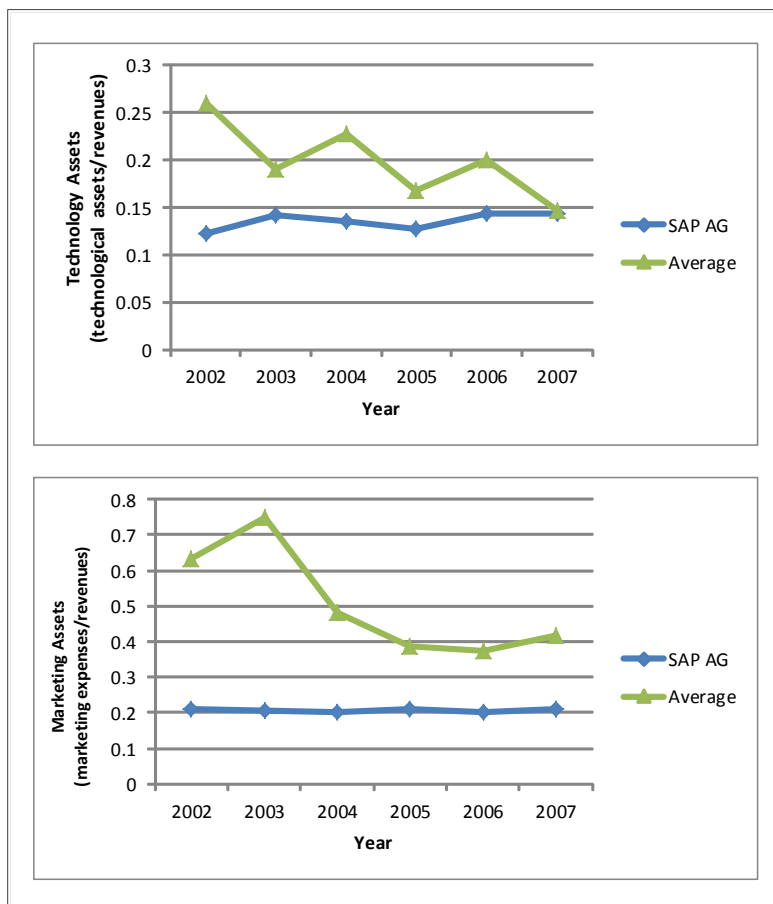 0.3
0.25
0.2
0.15
0.1
0.05
0
Technology Assets
(technological assets/revenues)
2002 2003 2004 2005 2006 2007
Year
SAP AG
Average
0.8
0.7
0.6
0.5
0.4
0.3
0.2
0.1
0
Marketing Assets
(marketing expenses/revenues)
2002 2003 2004 2005 2006 2007
Year
SAP AG
Average